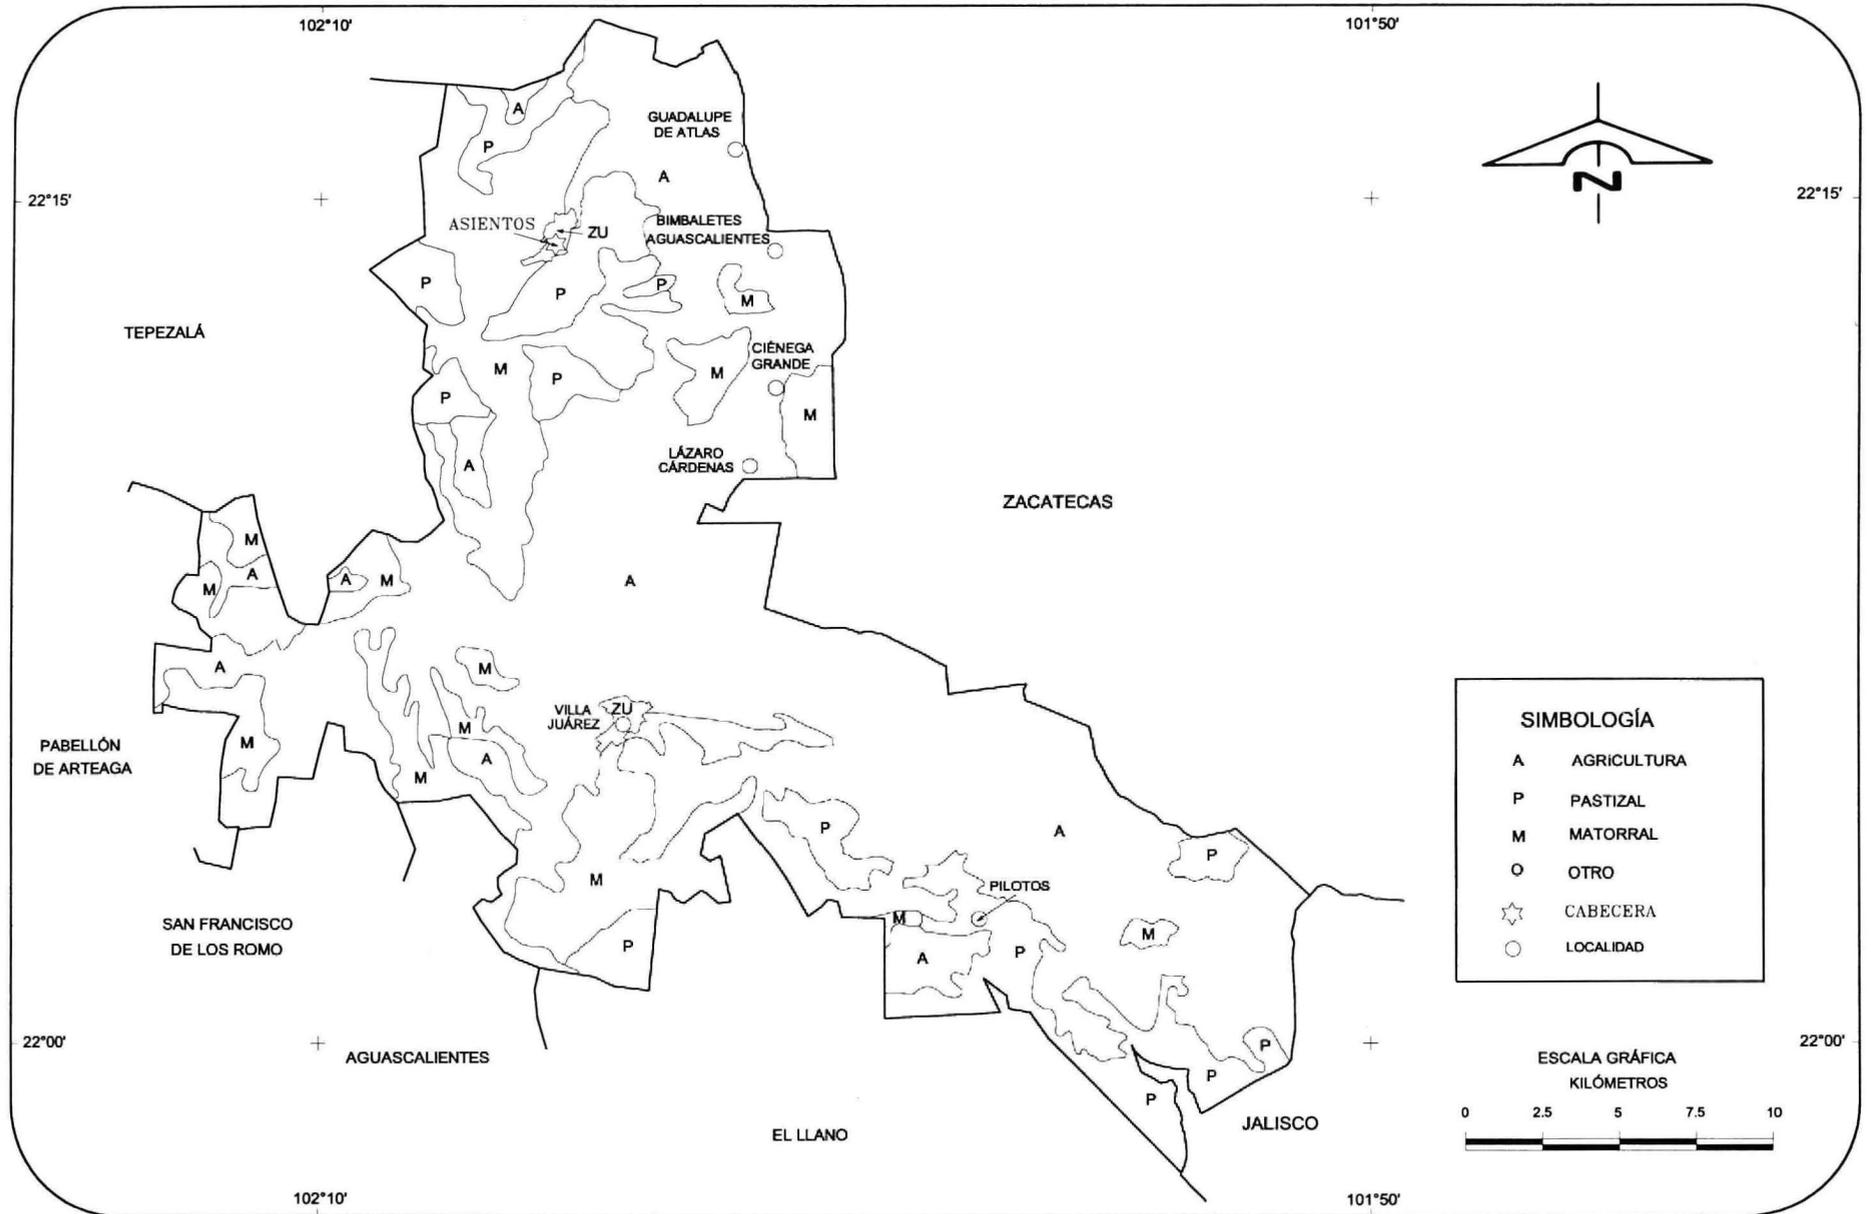 102°10'
101°50'
A
GUADALUPE
DE ATLAS
P
A
N
22°15'
22°15'
ASIENTOS
ZU
BIMBALETES
AGUASCALIENTES
P
P
P
M
TEPEZALÁ
CIÉNEGA
GRANDE
M
P
M
P
M
LÁZARO
CÁRDENAS
A
ZACATECAS
M
A
M
A
M
A
A
M
VILLA
JUÁREZ
ZU
M
A
M
M
PABELLÓN
DE ARTEAGA
SIMBOLOGÍA
A AGRICULTURA
P PASTIZAL
M MATORRAL
O OTRO
CABECERA
LOCALIDAD
P
A
P
M
PILOTOS
M
M
SAN FRANCISCO
DE LOS ROMO
P
A
P
22°00'
22°00'
AGUASCALIENTES
P
P
P
ESCALA GRÁFICA
KILÓMETROS
0 2.5 5 7.5 10
EL LLANO
JALISCO
102°10'
101°50'